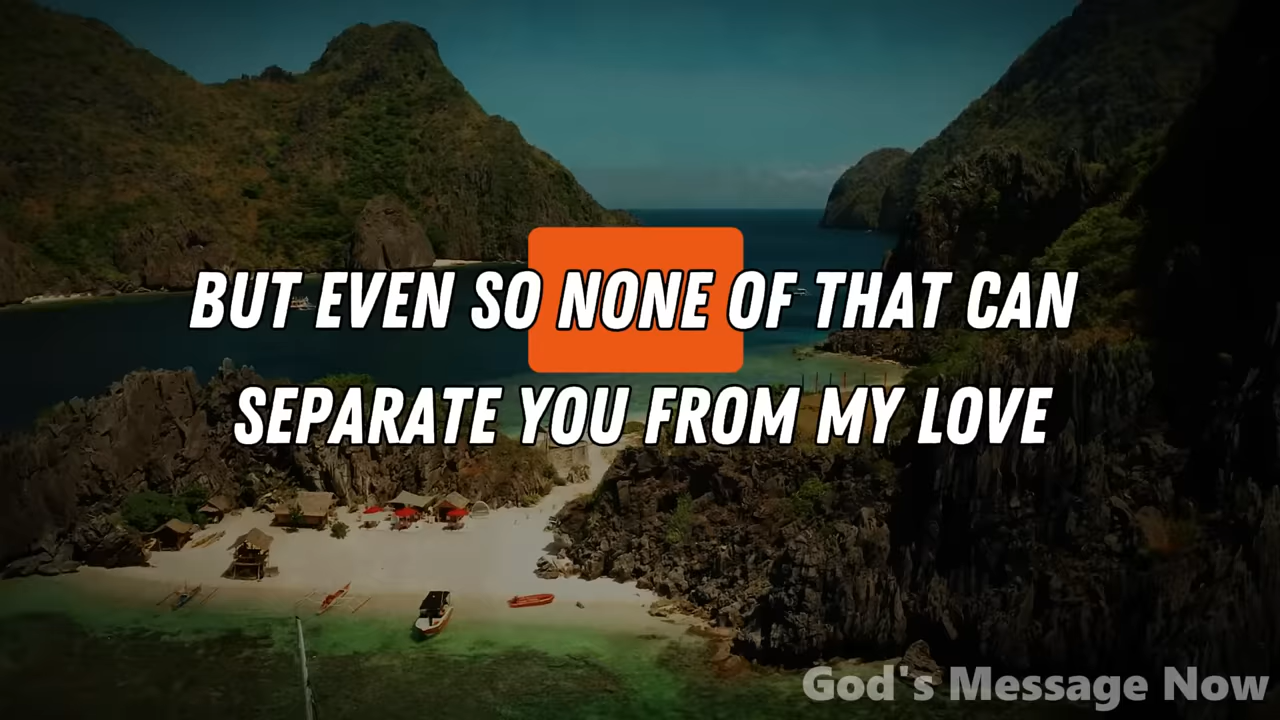 BUT EVEN SO NONE OF THAT CAN
SEPARATE YOU FROM MY LOVE
God's Message Now